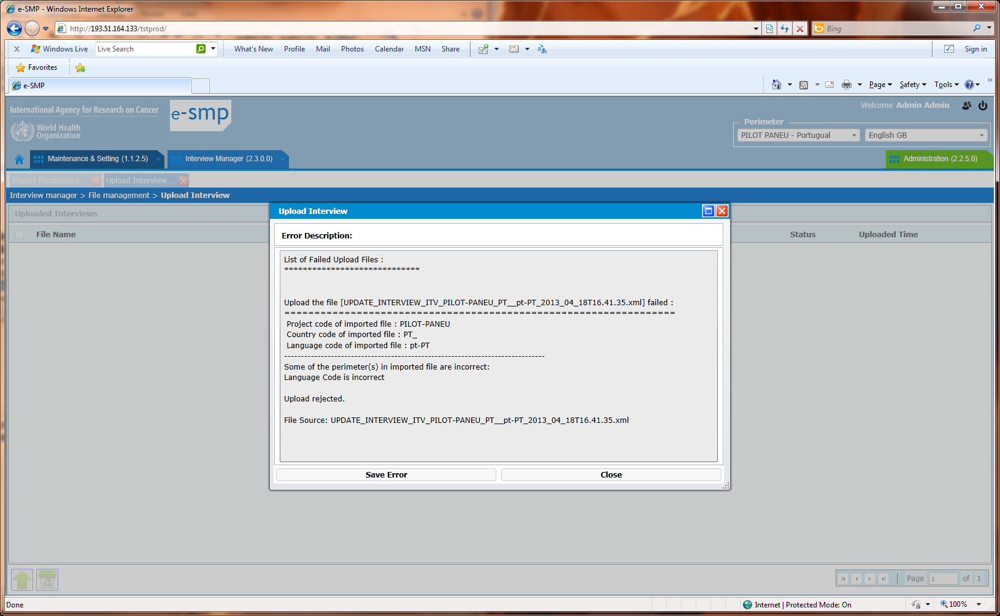 e-SMP - Windows Internet Explorer
http://193.51.164.133/tstprod/
Bing
Windows Live
Live Search
What's New Profile Mail Photos Calendar MSN Share
Sign in
Favorites
e-SMP
Page Safety Tools
International Agency for Research on Cancer
World Health
Organization
e-smp
Welcome Admin Admin
Perimeter
PILOT PANEU - Portugual
English GB
Maintenance & Setting (1.1.2.5)
Interview Manager (2.3.0.0)
Administration (2.2.5.0)
Import Parameters
Upload Interview
Interview manager > File management > Upload Interview
Uploaded Interviews
File Name
Status
Uploaded Time
Upload Interview
Error Description:
List of Failed Upload Files :
*****************************
Upload the file [UPDATE_INTERVIEW_ITV_PILOT-PANEU_PT__pt-PT_2013_04_18T16.41.35.xml] failed :
=================================================================
Project code of imported file : PILOT-PANEU
Country code of imported file : PT_
Language code of imported file : pt-PT
------------------------------------------------------------------------------
Some of the perimeter(s) in imported file are incorrect:
Language Code is incorrect
Upload rejected.
File Source: UPDATE_INTERVIEW_ITV_PILOT-PANEU_PT__pt-PT_2013_04_18T16.41.35.xml
Save Error
Close
Page 1 of 1
Done
Internet | Protected Mode: On
100%